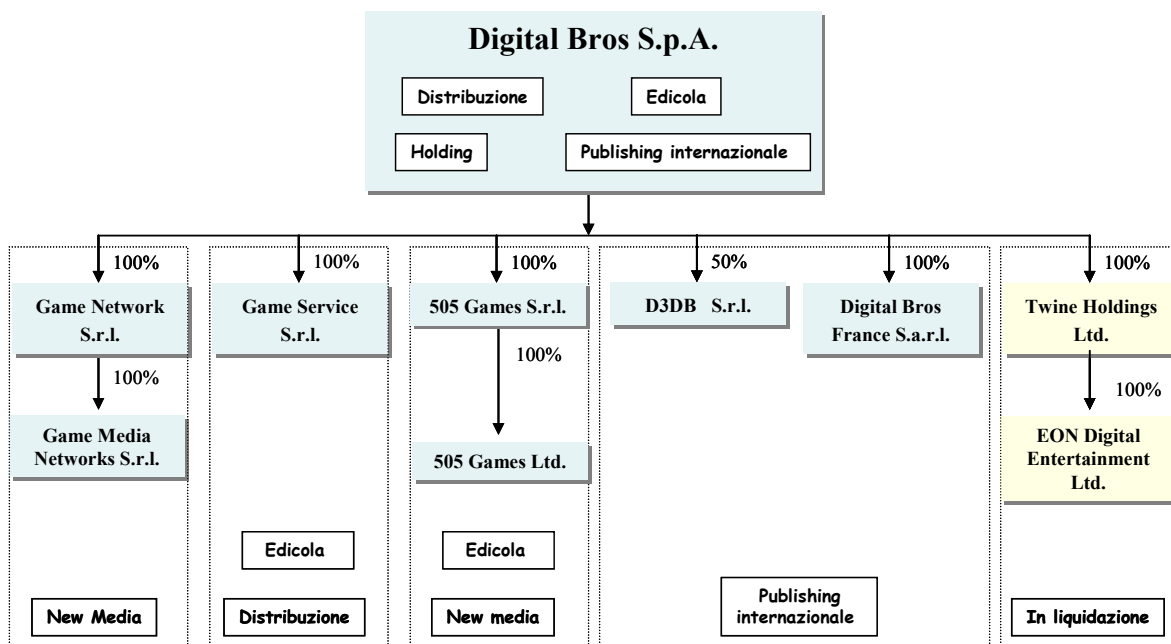 Digital Bros S.p.A.
Distribuzione
Edicola
Holding
Publishing internazionale
100%
100%
100%
50%
100%
100%
Game Network
S.r.l.
Game Service
S.r.l.
505 Games S.r.l.
D3DB S.r.l.
Digital Bros
France S.a.r.l.
Twine Holdings
Ltd.
100%
100%
100%
Game Media
Networks S.r.l.
505 Games Ltd.
EON Digital
Entertainment
Ltd.
Edicola
Edicola
New Media
Distribuzione
New media
Publishing
internazionale
In liquidazione